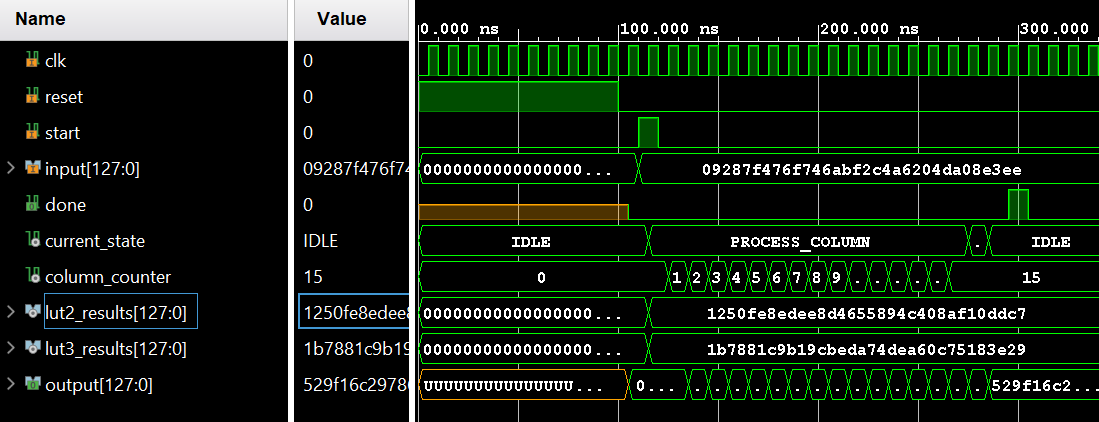 Name Value
0.000 ns 100.000 ns 200.000 ns 300.000
clk 0
reset 0
start 0
input[127:0] 09287f476f74 0000000000000000... 09287f476f746abf2c4a6204da08e3ee
done 0
current_state IDLE IDLE PROCESS_COLUMN . IDLE
column_counter 15 0 1 2 3 4 5 6 7 8 9 . . . . . 15
lut2_results[127:0] 1250fe8edee8 0000000000000000... 1250fe8edee8d4655894c408af10ddc7
lut3_results[127:0] 1b7881c9b19 0000000000000000... 1b7881c9b19cbeda74dea60c75183e29
output[127:0] 529f16c29786 UUUUUUUUUUUUUUU... 0... . . . . . . . . . . . . . . . 529f16c2...